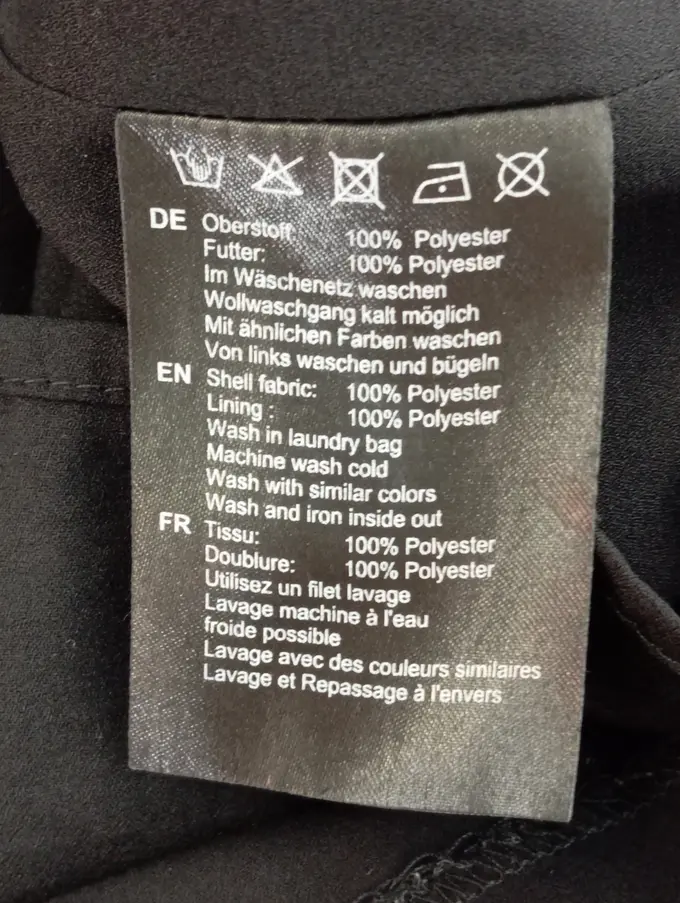 DE Oberstoff: 100% Polyester
Futter: 100% Polyester
Im Wäschenetz waschen
Wollwaschgang kalt möglich
Mit ähnlichen Farben waschen
Von links waschen und bügeln
EN Shell fabric: 100% Polyester
Lining : 100% Polyester
Wash in laundry bag
Machine wash cold
Wash with similar colors
Wash and iron inside out
FR Tissu: 100% Polyester
Doublure: 100% Polyester
Utilisez un filet lavage
Lavage machine à l'eau
froide possible
Lavage avec des couleurs similaires
Lavage et Repassage à l'envers